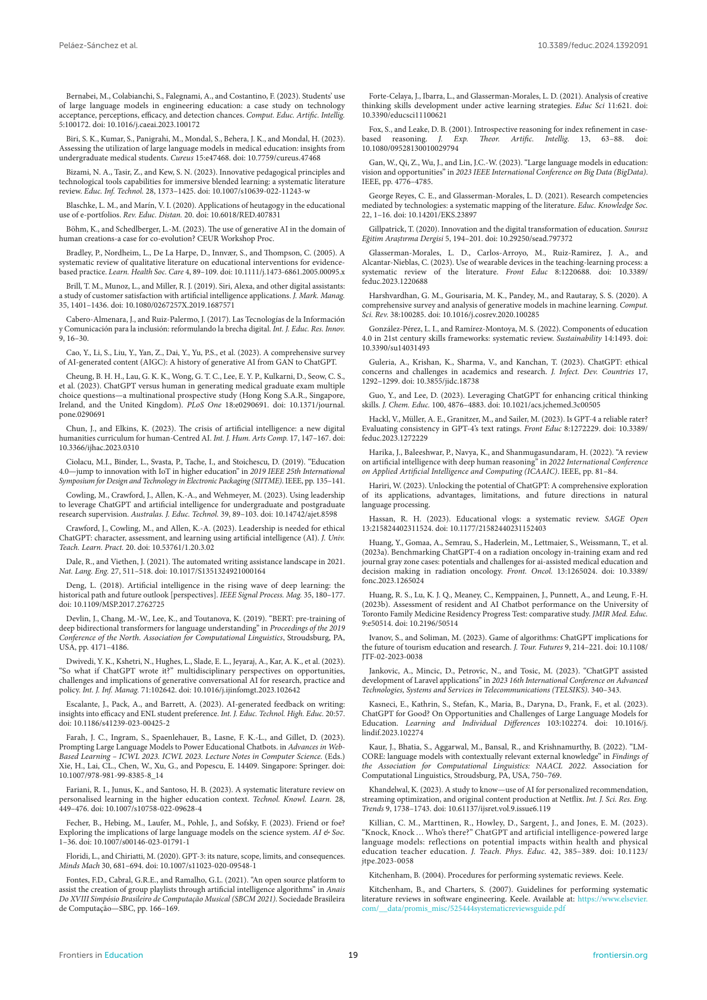 Peláez-Sánchez et al.
10.3389/feduc.2024.1392091
Bernabei, M., Colabianchi, S., Falegnami, A., and Costantino, F. (2023). Students' use
of large language models in engineering education: a case study on technology
acceptance, perceptions, efficacy, and detection chances. Comput. Educ. Artific. Intellig.
5:100172. doi: 10.1016/j.caeai.2023.100172
Biri, S. K., Kumar, S., Panigrahi, M., Mondal, S., Behera, J. K., and Mondal, H. (2023).
Assessing the utilization of large language models in medical education: insights from
undergraduate medical students. Cureus 15:e47468. doi: 10.7759/cureus.47468
Bizami, N. A., Tasir, Z., and Kew, S. N. (2023). Innovative pedagogical principles and
technological tools capabilities for immersive blended learning: a systematic literature
review. Educ. Inf. Technol. 28, 1373–1425. doi: 10.1007/s10639-022-11243-w
Blaschke, L. M., and Marín, V. I. (2020). Applications of heutagogy in the educational
use of e-portfolios. Rev. Educ. Distan. 20. doi: 10.6018/RED.407831
Böhm, K., and Schedlberger, L.-M. (2023). The use of generative AI in the domain of
human creations-a case for co-evolution? CEUR Workshop Proc.
Bradley, P., Nordheim, L., De La Harpe, D., Innvær, S., and Thompson, C. (2005). A
systematic review of qualitative literature on educational interventions for evidence-
based practice. Learn. Health Soc. Care 4, 89–109. doi: 10.1111/j.1473-6861.2005.00095.x
Brill, T. M., Munoz, L., and Miller, R. J. (2019). Siri, Alexa, and other digital assistants:
a study of customer satisfaction with artificial intelligence applications. J. Mark. Manag.
35, 1401–1436. doi: 10.1080/0267257X.2019.1687571
Cabero-Almenara, J., and Ruiz-Palermo, J. (2017). Las Tecnologías de la Información
y Comunicación para la inclusión: reformulando la brecha digital. Int. J. Educ. Res. Innov.
9, 16–30.
Cao, Y., Li, S., Liu, Y., Yan, Z., Dai, Y., Yu, P.S., et al. (2023). A comprehensive survey
of AI-generated content (AIGC): A history of generative AI from GAN to ChatGPT.
Cheung, B. H. H., Lau, G. K. K., Wong, G. T. C., Lee, E. Y. P., Kulkarni, D., Seow, C. S.,
et al. (2023). ChatGPT versus human in generating medical graduate exam multiple
choice questions—a multinational prospective study (Hong Kong S.A.R., Singapore,
Ireland, and the United Kingdom). PLoS One 18:e0290691. doi: 10.1371/journal.
pone.0290691
Chun, J., and Elkins, K. (2023). The crisis of artificial intelligence: a new digital
humanities curriculum for human-Centred AI. Int. J. Hum. Arts Comp. 17, 147–167. doi:
10.3366/ijhac.2023.0310
Ciolacu, M.I., Binder, L., Svasta, P., Tache, I., and Stoichescu, D. (2019). “Education
4.0—jump to innovation with IoT in higher education” in 2019 IEEE 25th International
Symposium for Design and Technology in Electronic Packaging (SIITME). IEEE, pp. 135–141.
Cowling, M., Crawford, J., Allen, K.-A., and Wehmeyer, M. (2023). Using leadership
to leverage ChatGPT and artificial intelligence for undergraduate and postgraduate
research supervision. Australas. J. Educ. Technol. 39, 89–103. doi: 10.14742/ajet.8598
Crawford, J., Cowling, M., and Allen, K.-A. (2023). Leadership is needed for ethical
ChatGPT: character, assessment, and learning using artificial intelligence (AI). J. Univ.
Teach. Learn. Pract. 20. doi: 10.53761/1.20.3.02
Dale, R., and Viethen, J. (2021). The automated writing assistance landscape in 2021.
Nat. Lang. Eng. 27, 511–518. doi: 10.1017/S1351324921000164
Deng, L. (2018). Artificial intelligence in the rising wave of deep learning: the
historical path and future outlook [perspectives]. IEEE Signal Process. Mag. 35, 180–177.
doi: 10.1109/MSP.2017.2762725
Devlin, J., Chang, M.-W., Lee, K., and Toutanova, K. (2019). “BERT: pre-training of
deep bidirectional transformers for language understanding” in Proceedings of the 2019
Conference of the North. Association for Computational Linguistics, Stroudsburg, PA,
USA, pp. 4171–4186.
Dwivedi, Y. K., Kshetri, N., Hughes, L., Slade, E. L., Jeyaraj, A., Kar, A. K., et al. (2023).
“So what if ChatGPT wrote it?” multidisciplinary perspectives on opportunities,
challenges and implications of generative conversational AI for research, practice and
policy. Int. J. Inf. Manag. 71:102642. doi: 10.1016/j.ijinfomgt.2023.102642
Escalante, J., Pack, A., and Barrett, A. (2023). AI-generated feedback on writing:
insights into efficacy and ENL student preference. Int. J. Educ. Technol. High. Educ. 20:57.
doi: 10.1186/s41239-023-00425-2
Farah, J. C., Ingram, S., Spaenlehauer, B., Lasne, F. K.-L., and Gillet, D. (2023).
Prompting Large Language Models to Power Educational Chatbots. in Advances in Web-
Based Learning – ICWL 2023. ICWL 2023. Lecture Notes in Computer Science. (Eds.)
Xie, H., Lai, CL., Chen, W., Xu, G., and Popescu, E. 14409. Singapore: Springer. doi:
10.1007/978-981-99-8385-8_14
Fariani, R. I., Junus, K., and Santoso, H. B. (2023). A systematic literature review on
personalised learning in the higher education context. Technol. Knowl. Learn. 28,
449–476. doi: 10.1007/s10758-022-09628-4
Fecher, B., Hebing, M., Laufer, M., Pohle, J., and Sofsky, F. (2023). Friend or foe?
Exploring the implications of large language models on the science system. AI & Soc.
1–36. doi: 10.1007/s00146-023-01791-1
Floridi, L., and Chiriatti, M. (2020). GPT-3: its nature, scope, limits, and consequences.
Minds Mach 30, 681–694. doi: 10.1007/s11023-020-09548-1
Fontes, F.D., Cabral, G.R.E., and Ramalho, G.L. (2021). “An open source platform to
assist the creation of group playlists through artificial intelligence algorithms” in Anais
Do XVIII Simpósio Brasileiro de Computação Musical (SBCM 2021). Sociedade Brasileira
de Computação—SBC, pp. 166–169.
Forte-Celaya, J., Ibarra, L., and Glasserman-Morales, L. D. (2021). Analysis of creative
thinking skills development under active learning strategies. Educ Sci 11:621. doi:
10.3390/educsci11100621
Fox, S., and Leake, D. B. (2001). Introspective reasoning for index refinement in case-
based reasoning. J. Exp. Theor. Artific. Intellig. 13, 63–88. doi:
10.1080/09528130010029794
Gan, W., Qi, Z., Wu, J., and Lin, J.C.-W. (2023). “Large language models in education:
vision and opportunities” in 2023 IEEE International Conference on Big Data (BigData).
IEEE, pp. 4776–4785.
George Reyes, C. E., and Glasserman-Morales, L. D. (2021). Research competencies
mediated by technologies: a systematic mapping of the literature. Educ. Knowledge Soc.
22, 1–16. doi: 10.14201/EKS.23897
Gillpatrick, T. (2020). Innovation and the digital transformation of education. Sınırsız
Eğitim Araştırma Dergisi 5, 194–201. doi: 10.29250/sead.797372
Glasserman-Morales, L. D., Carlos-Arroyo, M., Ruiz-Ramirez, J. A., and
Alcantar-Nieblas, C. (2023). Use of wearable devices in the teaching-learning process: a
systematic review of the literature. Front Educ 8:1220688. doi: 10.3389/
feduc.2023.1220688
Harshvardhan, G. M., Gourisaria, M. K., Pandey, M., and Rautaray, S. S. (2020). A
comprehensive survey and analysis of generative models in machine learning. Comput.
Sci. Rev. 38:100285. doi: 10.1016/j.cosrev.2020.100285
González-Pérez, L. I., and Ramírez-Montoya, M. S. (2022). Components of education
4.0 in 21st century skills frameworks: systematic review. Sustainability 14:1493. doi:
10.3390/su14031493
Guleria, A., Krishan, K., Sharma, V., and Kanchan, T. (2023). ChatGPT: ethical
concerns and challenges in academics and research. J. Infect. Dev. Countries 17,
1292–1299. doi: 10.3855/jidc.18738
Guo, Y., and Lee, D. (2023). Leveraging ChatGPT for enhancing critical thinking
skills. J. Chem. Educ. 100, 4876–4883. doi: 10.1021/acs.jchemed.3c00505
Hackl, V., Müller, A. E., Granitzer, M., and Sailer, M. (2023). Is GPT-4 a reliable rater?
Evaluating consistency in GPT-4's text ratings. Front Educ 8:1272229. doi: 10.3389/
feduc.2023.1272229
Harika, J., Baleeshwar, P., Navya, K., and Shanmugasundaram, H. (2022). “A review
on artificial intelligence with deep human reasoning” in 2022 International Conference
on Applied Artificial Intelligence and Computing (ICAAIC). IEEE, pp. 81–84.
Hariri, W. (2023). Unlocking the potential of ChatGPT: A comprehensive exploration
of its applications, advantages, limitations, and future directions in natural
language processing.
Hassan, R. H. (2023). Educational vlogs: a systematic review. SAGE Open
13:215824402311524. doi: 10.1177/21582440231152403
Huang, Y., Gomaa, A., Semrau, S., Haderlein, M., Lettmaier, S., Weissmann, T., et al.
(2023a). Benchmarking ChatGPT-4 on a radiation oncology in-training exam and red
journal gray zone cases: potentials and challenges for ai-assisted medical education and
decision making in radiation oncology. Front. Oncol. 13:1265024. doi: 10.3389/
fonc.2023.1265024
Huang, R. S., Lu, K. J. Q., Meaney, C., Kemppainen, J., Punnett, A., and Leung, F.-H.
(2023b). Assessment of resident and AI Chatbot performance on the University of
Toronto Family Medicine Residency Progress Test: comparative study. JMIR Med. Educ.
9:e50514. doi: 10.2196/50514
Ivanov, S., and Soliman, M. (2023). Game of algorithms: ChatGPT implications for
the future of tourism education and research. J. Tour. Futures 9, 214–221. doi: 10.1108/
JTF-02-2023-0038
Jankovic, A., Mincic, D., Petrovic, N., and Tosic, M. (2023). “ChatGPT assisted
development of Laravel applications” in 2023 16th International Conference on Advanced
Technologies, Systems and Services in Telecommunications (TELSIKS). 340–343.
Kasneci, E., Kathrin, S., Stefan, K., Maria, B., Daryna, D., Frank, F., et al. (2023).
ChatGPT for Good? On Opportunities and Challenges of Large Language Models for
Education. Learning and Individual Differences 103:102274. doi: 10.1016/j.
lindif.2023.102274
Kaur, J., Bhatia, S., Aggarwal, M., Bansal, R., and Krishnamurthy, B. (2022). “LM-
CORE: language models with contextually relevant external knowledge” in Findings of
the Association for Computational Linguistics: NAACL 2022. Association for
Computational Linguistics, Stroudsburg, PA, USA, 750–769.
Khandelwal, K. (2023). A study to know—use of AI for personalized recommendation,
streaming optimization, and original content production at Netflix. Int. J. Sci. Res. Eng.
Trends 9, 1738–1743. doi: 10.61137/ijsret.vol.9.issue6.119
Killian, C. M., Marttinen, R., Howley, D., Sargent, J., and Jones, E. M. (2023).
“Knock, Knock … Who's there?” ChatGPT and artificial intelligence-powered large
language models: reflections on potential impacts within health and physical
education teacher education. J. Teach. Phys. Educ. 42, 385–389. doi: 10.1123/
jtpe.2023-0058
Kitchenham, B. (2004). Procedures for performing systematic reviews. Keele.
Kitchenham, B., and Charters, S. (2007). Guidelines for performing systematic
literature reviews in software engineering. Keele. Available at: https://www.elsevier.
com/__data/promis_misc/525444systematicreviewsguide.pdf
Frontiers in Education
19
frontiersin.org